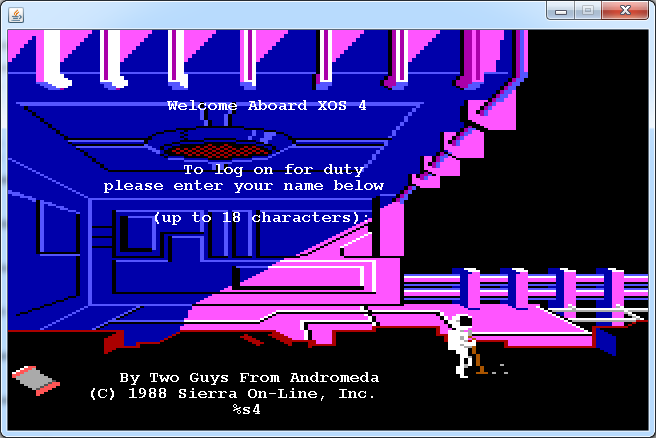 Welcome Aboard XOS 4
To log on for duty
please enter your name below
(up to 18 characters):
By Two Guys From Andromeda
(C) 1988 Sierra On-Line, Inc.
%s4